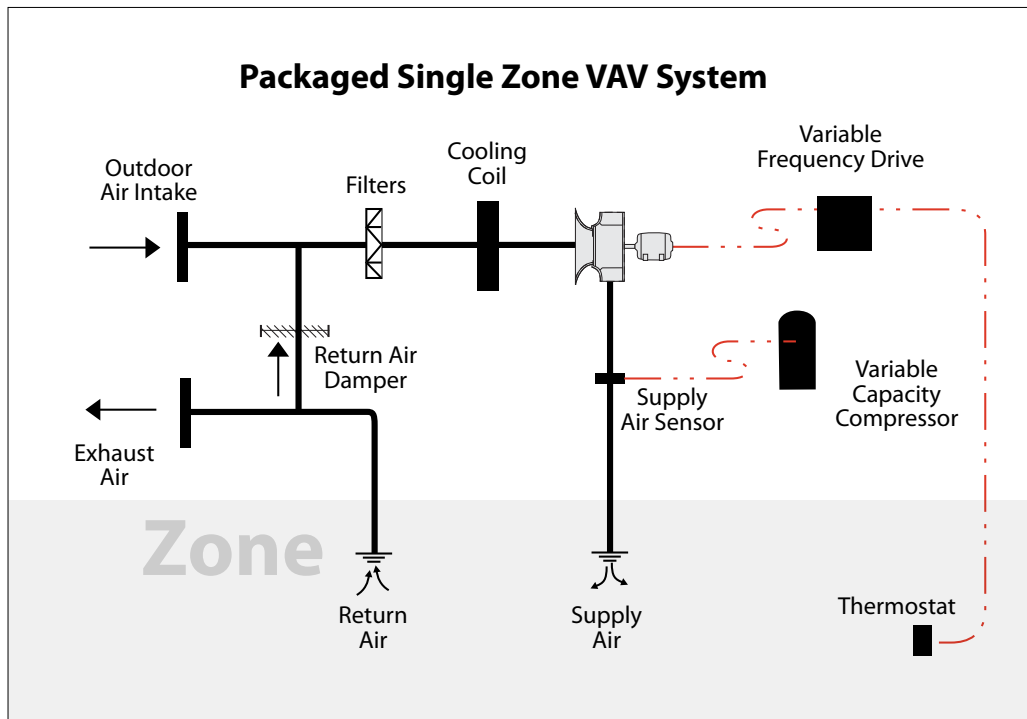 Packaged Single Zone VAV System
Variable
Frequency Drive
Cooling
Coil
Outdoor
Air Intake
Filters
Return Air
Damper
Supply
Air Sensor
Variable
Capacity
Compressor
Exhaust
Air
Zone
Return
Air
Supply
Air
Thermostat